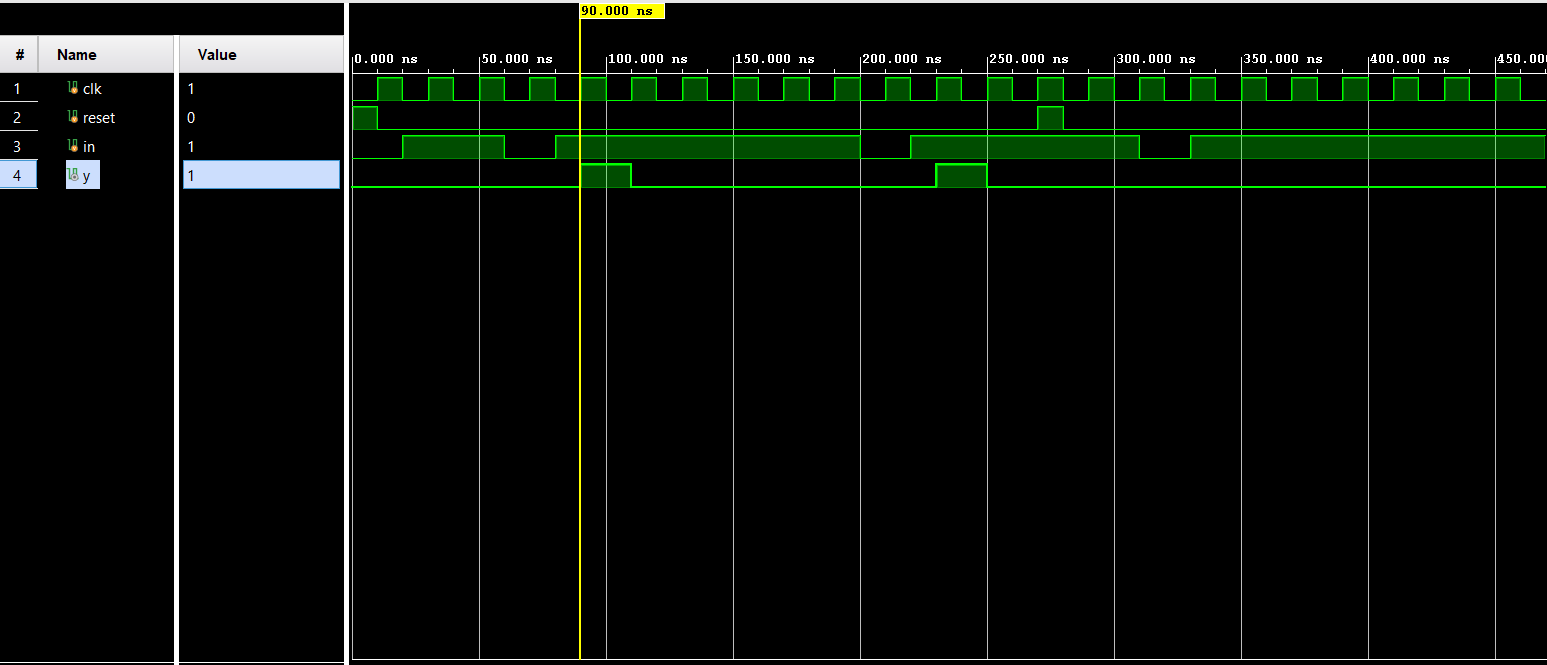 90.000 ns
# Name Value
0.000 ns 50.000 ns 100.000 ns 150.000 ns 200.000 ns 250.000 ns 300.000 ns 350.000 ns 400.000 ns 450.00
1 clk 1
2 reset 0
3 in 1
4 y 1